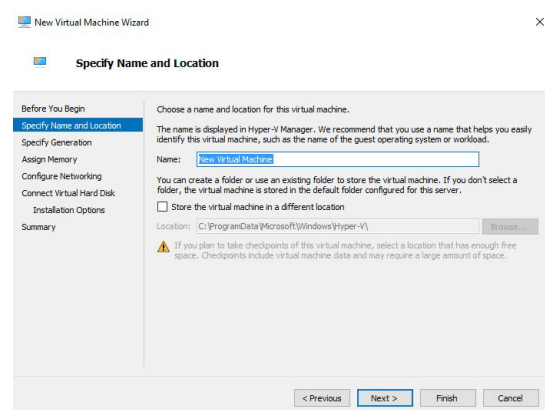 New Virtual Machine Wizard
Specify Name and Location
Before You Begin
Specify Name and Location
Specify Generation
Assign Memory
Configure Networking
Connect Virtual Hard Disk
Installation Options
Summary
Choose a name and location for this virtual machine.
The name is displayed in Hyper-V Manager. We recommend that you use a name that helps you easily
identify this virtual machine, such as the name of the guest operating system or workload.
Name: New Virtual Machine
You can create a folder or use an existing folder to store the virtual machine. If you don't select a
folder, the virtual machine is stored in the default folder configured for this server.
Store the virtual machine in a different location
Location: C:\ProgramData\Microsoft\Windows\Hyper-V\ Browse...
If you plan to take checkpoints of this virtual machine, select a location that has enough free
space. Checkpoints include virtual machine data and may require a large amount of space.
< Previous Next > Finish Cancel